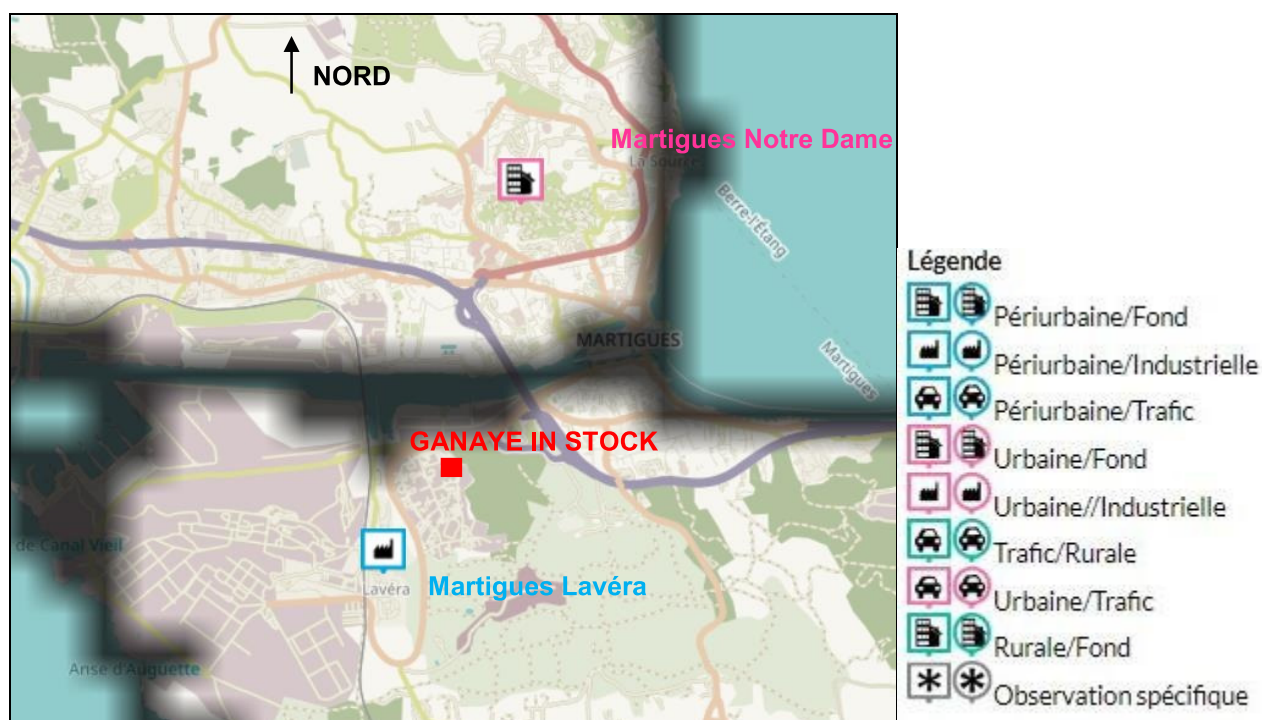 NORD
Martigues Notre Dame
La Source
Berre-l'Étang
Martigues
MARTIGUES
GANAYE IN STOCK
de Canal Vieil
Lavéra
Martigues Lavéra
Anse d'Auguette
Légende
Périurbaine/Fond
Périurbaine/Industrielle
Périurbaine/Trafic
Urbaine/Fond
Urbaine//Industrielle
Trafic/Rurale
Urbaine/Trafic
Rurale/Fond
Observation spécifique